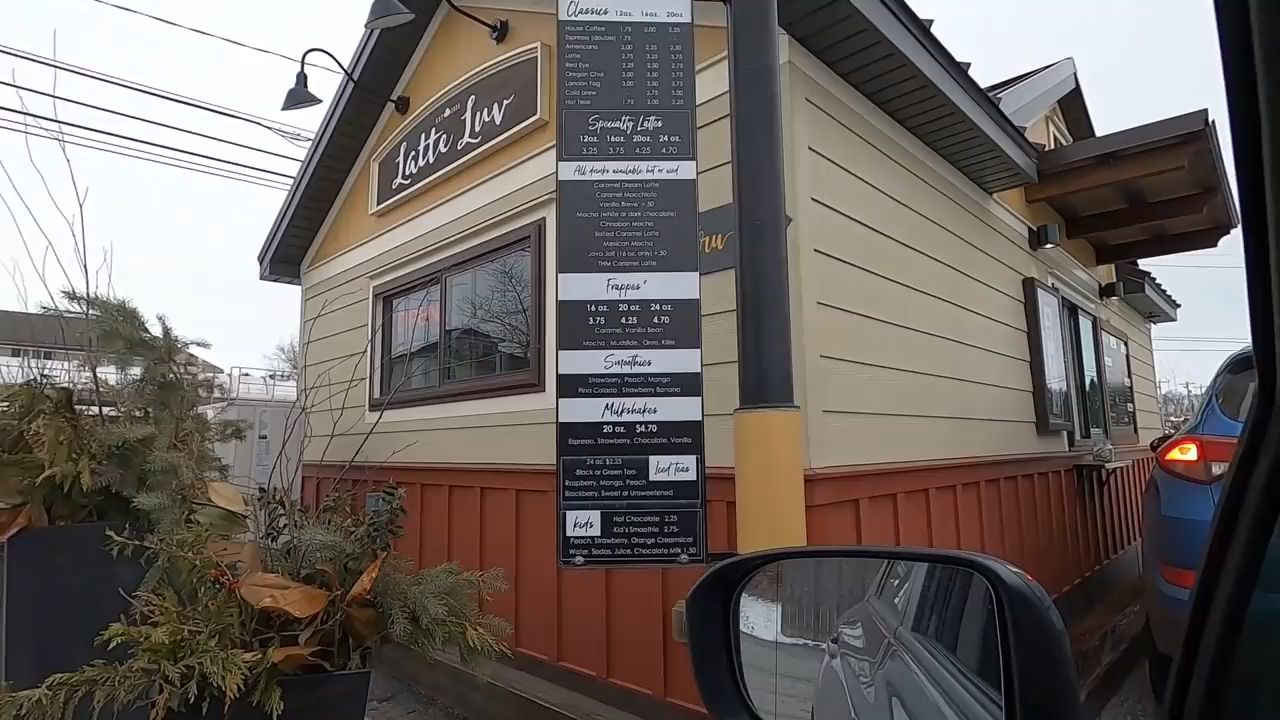 Latte Luv
OPEN
Classics 12oz. 16oz. 20oz
House Coffee 1.75 2.00 2.25
Espresso (double) 1.75
Americano 2.00 2.25 2.50
Latte 2.75 3.25 3.75
Red Eye 2.25 2.50 2.75
Oregon Chai 3.00 3.50 3.75
London Fog 3.00 3.50 3.75
Cold brew 2.75 3.00
Hot Teas 1.75 2.00 2.25
Specialty Lattes
12oz. 16oz. 20oz. 24 oz.
3.25 3.75 4.25 4.70
All drinks available hot or iced
Caramel Dream Latte
Caramel Macchiato
Vanilla Breve' +.50
Mocha (white or dark chocolate)
Cinnabon Mocha
Salted Caramel Latte
Mexican Mocha
Java Jolt (16 oz. only) +.50
THM Caramel Latte
Frappes'
16 oz. 20 oz. 24 oz.
3.75 4.25 4.70
Caramel, Vanilla Bean
Mocha, Mudslide, Oreo, Killer
Smoothies
Strawberry, Peach, Mango
Pina Colada, Strawberry Banana
Milkshakes
20 oz. $4.70
Espresso, Strawberry, Chocolate, Vanilla
24 oz. $2.25
Iced Teas
-Black or Green Tea-
Raspberry, Mango, Peach
Blackberry, Sweet or Unsweetened
kids
Hot Chocolate 2.25
-Kid's Smoothie 2.75-
Peach, Strawberry, Orange Creamsical
Water, Sodas, Juice, Chocolate Milk 1.50